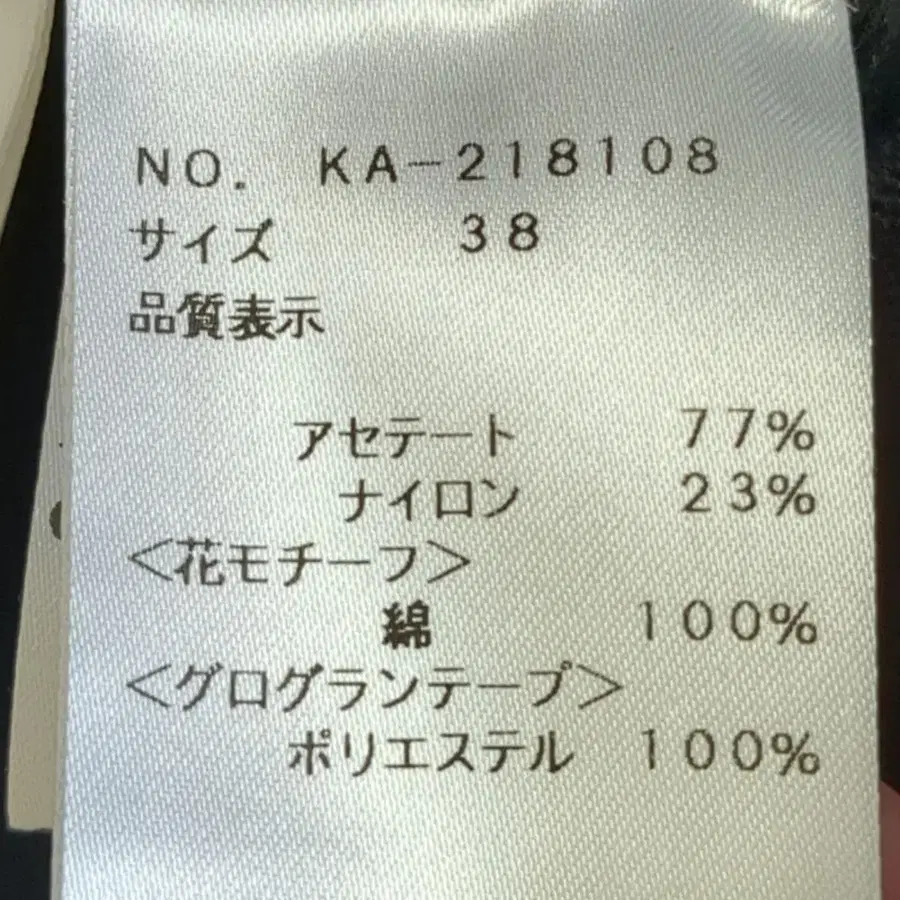 NO. KA-218108
サイズ 38
品質表示
アセテート 77%
ナイロン 23%
<花モチーフ>
綿 100%
<グログランテープ>
ポリエステル 100%